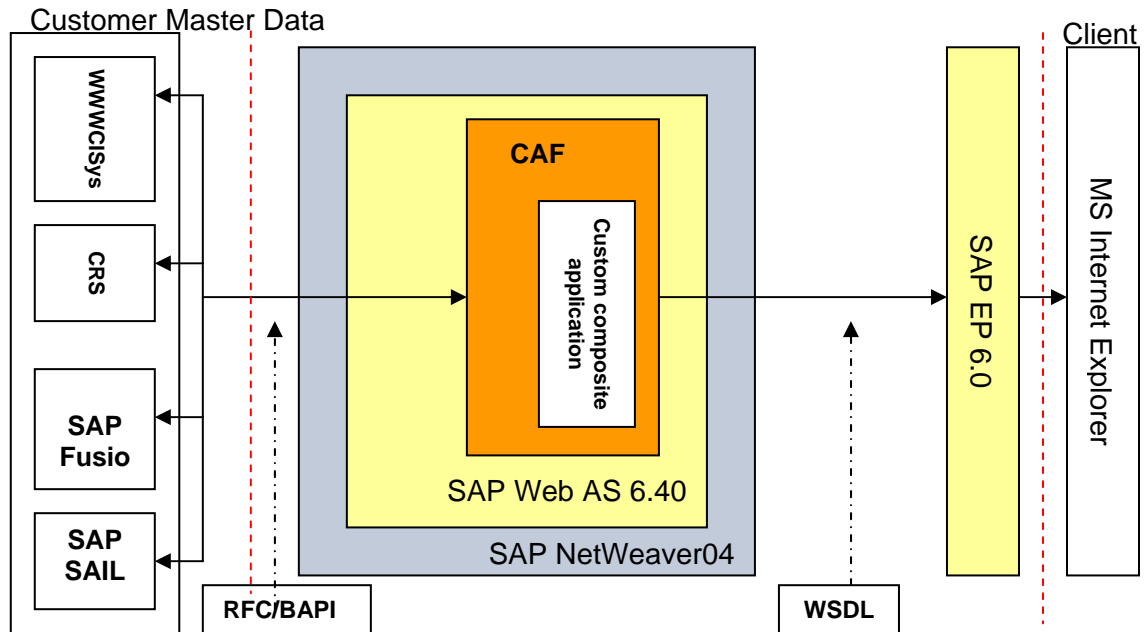 Customer Master Data
Client
WWWCISys
CRS
SAP
Fusio
SAP
SAIL
CAF
Custom composite
application
SAP Web AS 6.40
SAP NetWeaver04
SAP EP 6.0
MS Internet Explorer
RFC/BAPI
WSDL